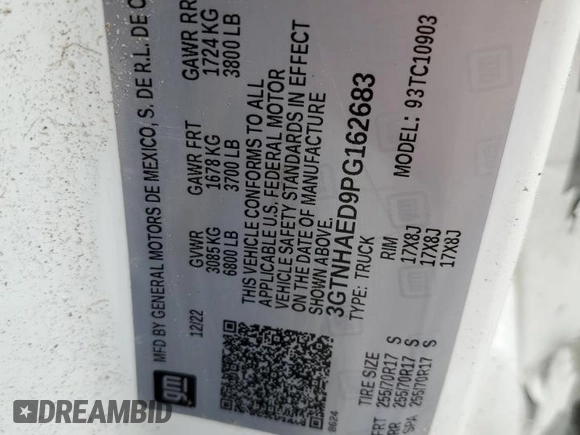 MFD BY GENERAL MOTORS DE MEXICO, S. DE R.L. DE C
12/22 GVWR GAWR FRT GAWR RR
3085 KG 1678 KG 1724 KG
6800 LB 3700 LB 3800 LB
THIS VEHICLE CONFORMS TO ALL
APPLICABLE U.S. FEDERAL MOTOR
VEHICLE SAFETY STANDARDS IN EFFECT
ON THE DATE OF MANUFACTURE
SHOWN ABOVE.
3GTNHAED9PG162683
TYPE: TRUCK MODEL: 93TC10903
gm
8624
TIRE SIZE RIM
FRT 255/70R17 S 17X8J
RR 255/70R17 S 17X8J
SPA 255/70R17 S 17X8J
DREAMBID